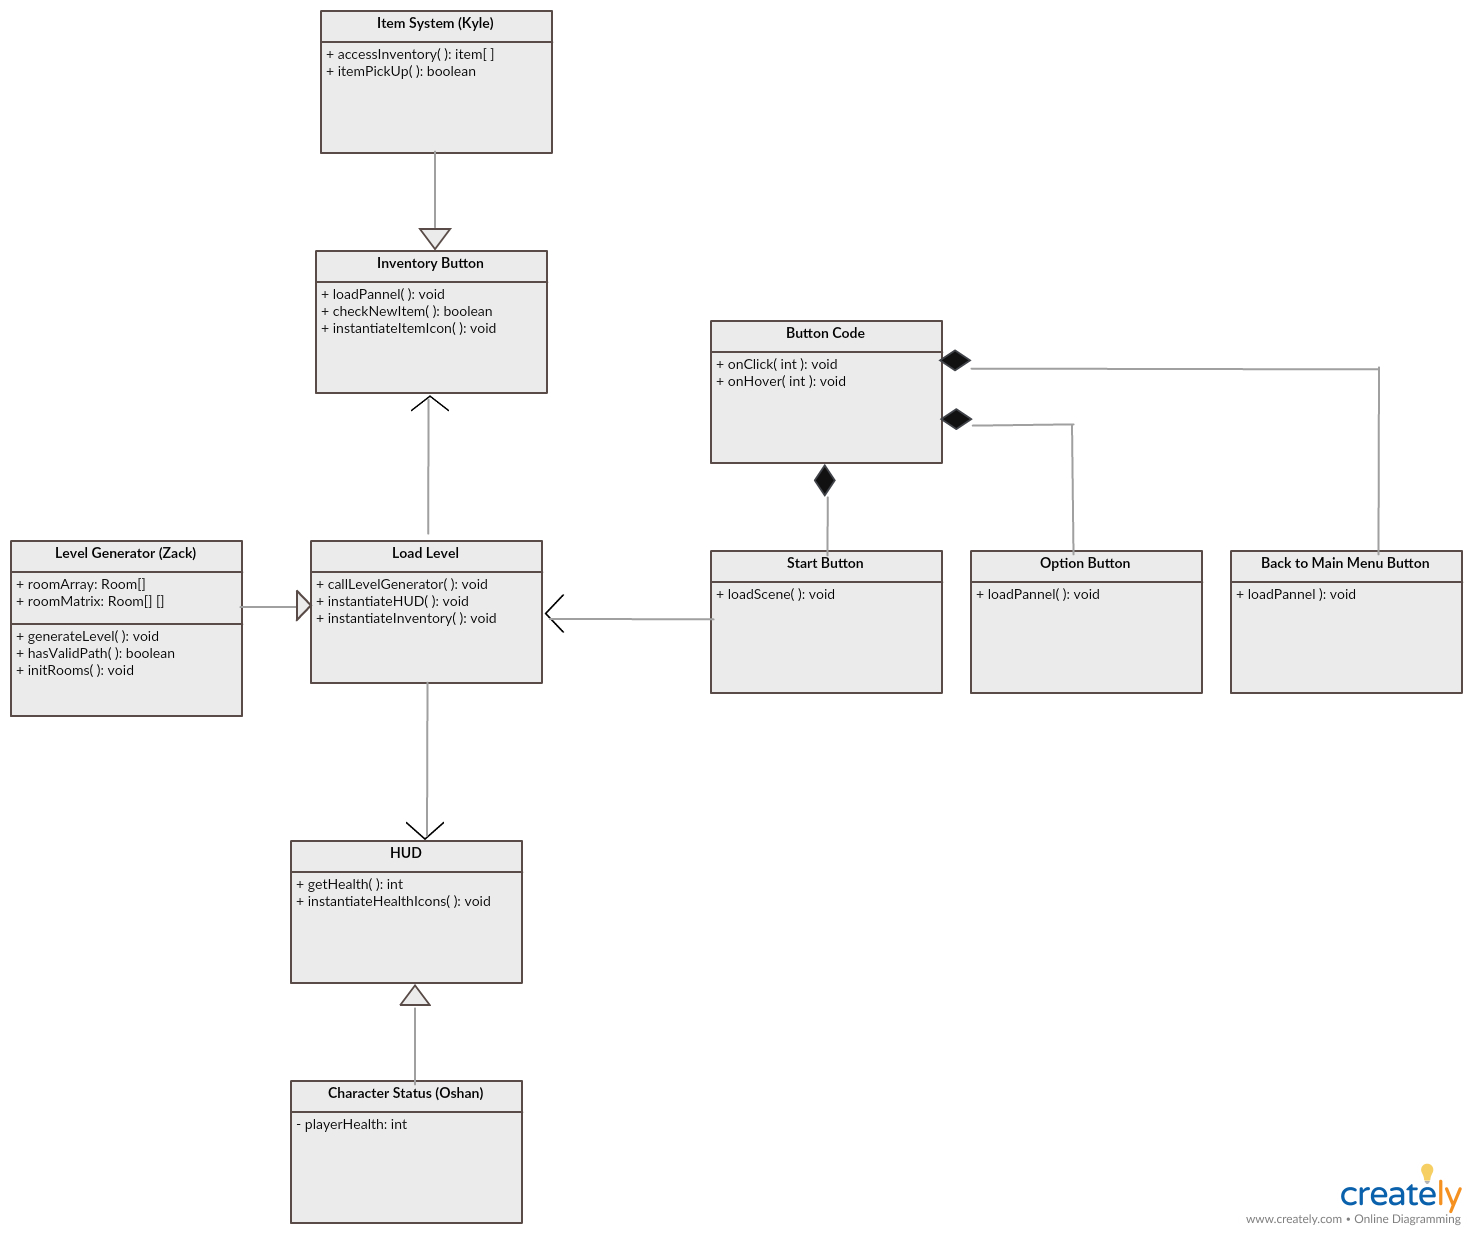 Item System (Kyle)
+ accessInventory( ): item[ ]
+ itemPickUp( ): boolean
Inventory Button
+ loadPannel( ): void
+ checkNewItem( ): boolean
+ instantiateItemIcon( ): void
Button Code
+ onClick( int ): void
+ onHover( int ): void
Level Generator (Zack)
+ roomArray: Room[]
+ roomMatrix: Room[] []
+ generateLevel( ): void
+ hasValidPath( ): boolean
+ initRooms( ): void
Load Level
+ callLevelGenerator( ): void
+ instantiateHUD( ): void
+ instantiateInventory( ): void
Start Button
+ loadScene( ): void
Option Button
+ loadPannel( ): void
Back to Main Menu Button
+ loadPannel ): void
HUD
+ getHealth( ): int
+ instantiateHealthIcons( ): void
Character Status (Oshan)
- playerHealth: int
creately
www.creately.com • Online Diagramming